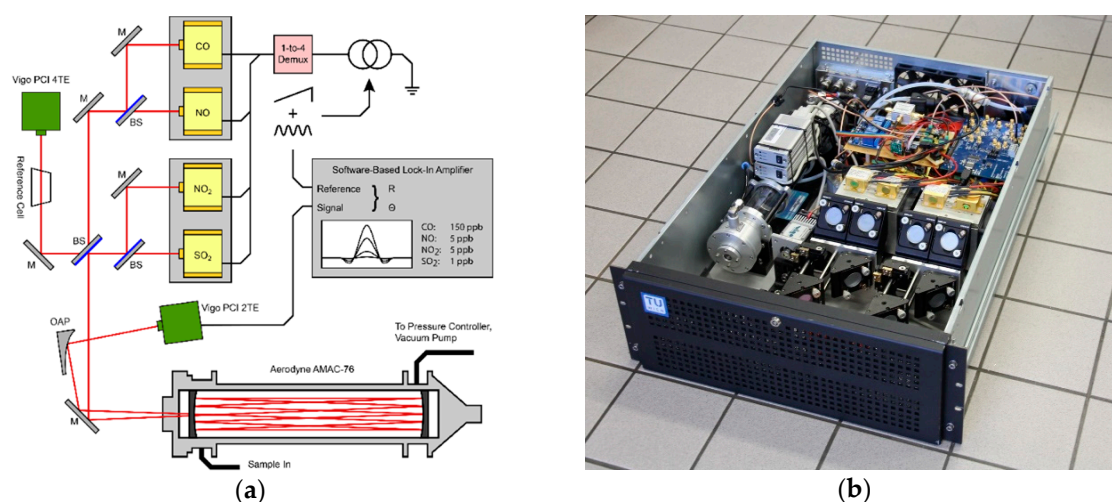 M
CO
1-to-4
Demux
Vigo PCI 4TE
M
NO
BS
+
Reference Cell
M
NO₂
Software-Based Lock-In Amplifier
Reference } R
Signal Θ
CO: 150 ppb
NO: 5 ppb
NO₂: 5 ppb
SO₂: 1 ppb
BS
M
BS
SO₂
OAP
Vigo PCI 2TE
To Pressure Controller,
Vacuum Pump
Aerodyne AMAC-76
M
Sample In
(a)
TU
(b)